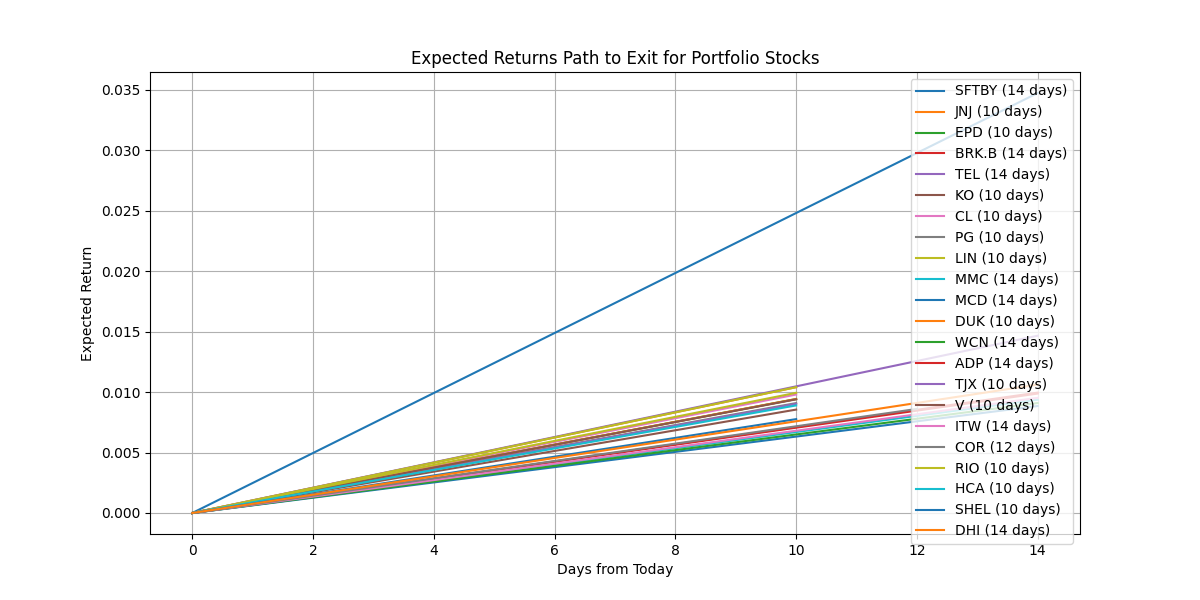 Expected Returns Path to Exit for Portfolio Stocks
Expected Return
0.035
0.030
0.025
0.020
0.015
0.010
0.005
0.000
SFTBY (14 days)
JNJ (10 days)
EPD (10 days)
BRK.B (14 days)
TEL (14 days)
KO (10 days)
CL (10 days)
PG (10 days)
LIN (10 days)
MMC (14 days)
MCD (14 days)
DUK (10 days)
WCN (14 days)
ADP (14 days)
TJX (10 days)
V (10 days)
ITW (14 days)
COR (12 days)
RIO (10 days)
HCA (10 days)
SHEL (10 days)
DHI (14 days)
0 2 4 6 8 10 12 14
Days from Today